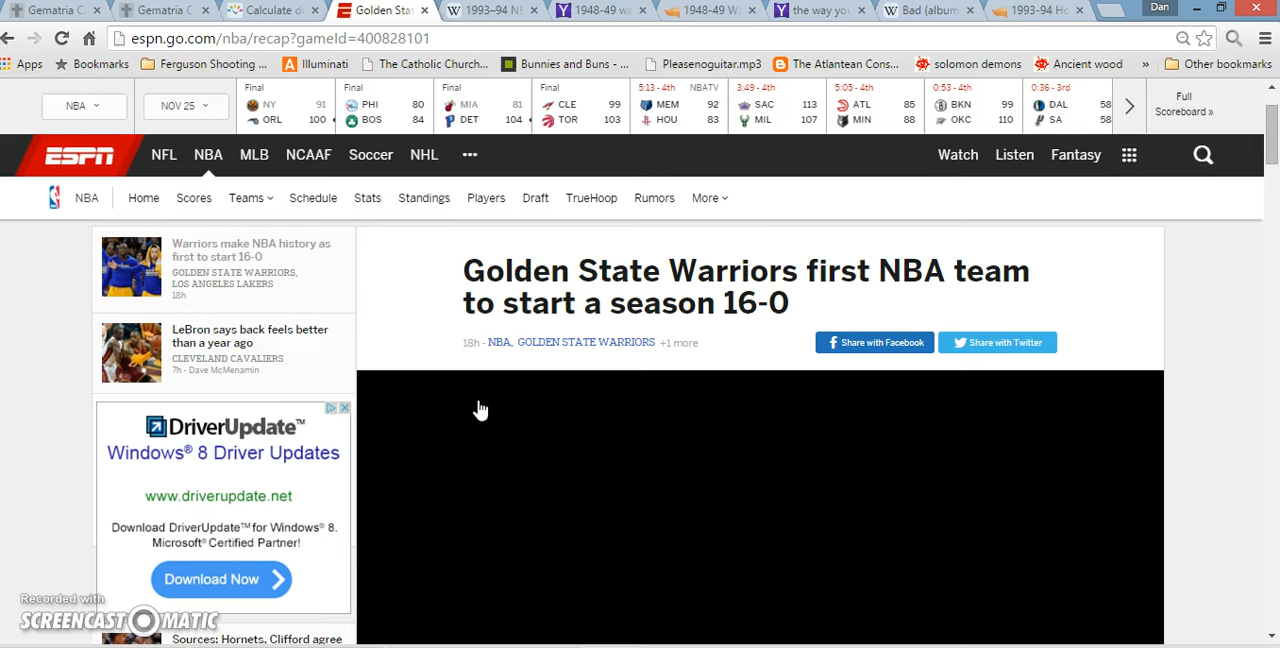 Gematria C
Gematria C
Calculate d
Golden Sta
1993–94 NB
1948-49 wa
1948-49 W
the way you
Bad (album
1993-94 Ho
Dan
espn.go.com/nba/recap?gameId=400828101
Apps
Bookmarks
Ferguson Shooting ...
Illuminati
The Catholic Church...
Bunnies and Buns - ...
Pleasenoguitar.mp3
The Atlantean Cons...
solomon demons
Ancient wood
»
Other bookmarks
NBA
NOV 25
Final
NY 91
ORL 100
Final
PHI 80
BOS 84
Final
MIA 81
DET 104
Final
CLE 99
TOR 103
5:13 - 4th NBATV
MEM 92
HOU 83
3:49 - 4th
SAC 113
MIL 107
5:05 - 4th
ATL 85
MIN 88
0:53 - 4th
BKN 99
OKC 110
0:36 - 3rd
DAL 58
SA 58
Full
Scoreboard »
ESPN
NFL
NBA
MLB
NCAAF
Soccer
NHL
Watch
Listen
Fantasy
NBA
Home
Scores
Teams
Schedule
Stats
Standings
Players
Draft
TrueHoop
Rumors
More
Warriors make NBA history as
first to start 16-0
GOLDEN STATE WARRIORS,
LOS ANGELES LAKERS
18h
LeBron says back feels better
than a year ago
CLEVELAND CAVALIERS
7h - Dave McMenamin
Golden State Warriors first NBA team
to start a season 16-0
18h - NBA, GOLDEN STATE WARRIORS +1 more
Share with Facebook
Share with Twitter
DriverUpdate™
Windows® 8 Driver Updates
www.driverupdate.net
Download DriverUpdate™ for Windows® 8.
Microsoft® Certified Partner!
Download Now
Sources: Hornets, Clifford agree
Recorded with
SCREENCAST-O-MATIC